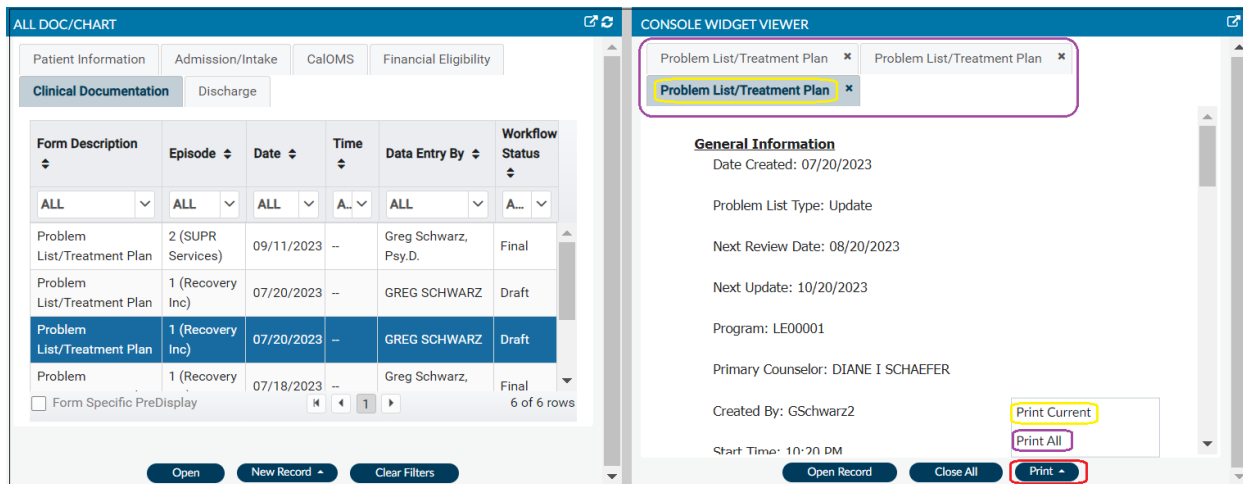 ALL DOC/CHART
Patient Information Admission/Intake CalOMS Financial Eligibility
Clinical Documentation Discharge
Form Description Episode Date Time Data Entry By Workflow Status
ALL ALL ALL A.. ALL A...
Problem List/Treatment Plan 2 (SUPR Services) 09/11/2023 -- Greg Schwarz, Psy.D. Final
Problem List/Treatment Plan 1 (Recovery Inc) 07/20/2023 -- GREG SCHWARZ Draft
Problem List/Treatment Plan 1 (Recovery Inc) 07/20/2023 -- GREG SCHWARZ Draft
Problem 1 (Recovery 07/18/2023 -- Greg Schwarz, Final
Form Specific PreDisplay 1 6 of 6 rows
Open New Record Clear Filters
CONSOLE WIDGET VIEWER
Problem List/Treatment Plan × Problem List/Treatment Plan ×
Problem List/Treatment Plan ×
General Information
Date Created: 07/20/2023
Problem List Type: Update
Next Review Date: 08/20/2023
Next Update: 10/20/2023
Program: LE00001
Primary Counselor: DIANE I SCHAEFER
Created By: GSchwarz2
Start Time: 10:20 PM
Print Current
Print All
Open Record Close All Print